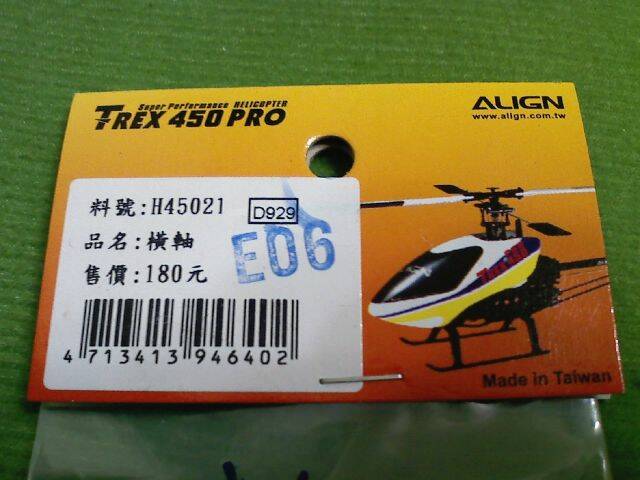 Super Performance HELICOPTER
TREX 450 PRO
ALIGN
www.align.com.tw
料號:H45021
D929
品名:橫軸
E06
售價:180元
4 713413 946402
Made in Taiwan